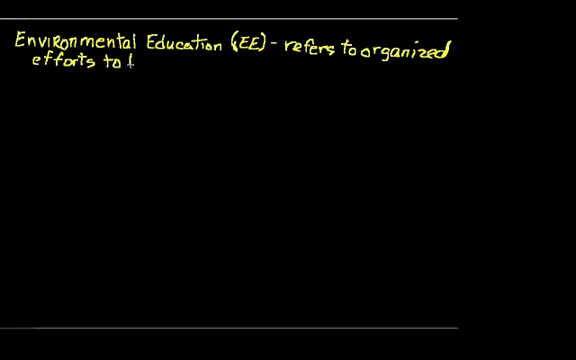 Environmental Education (EE) - refers to organized
efforts to